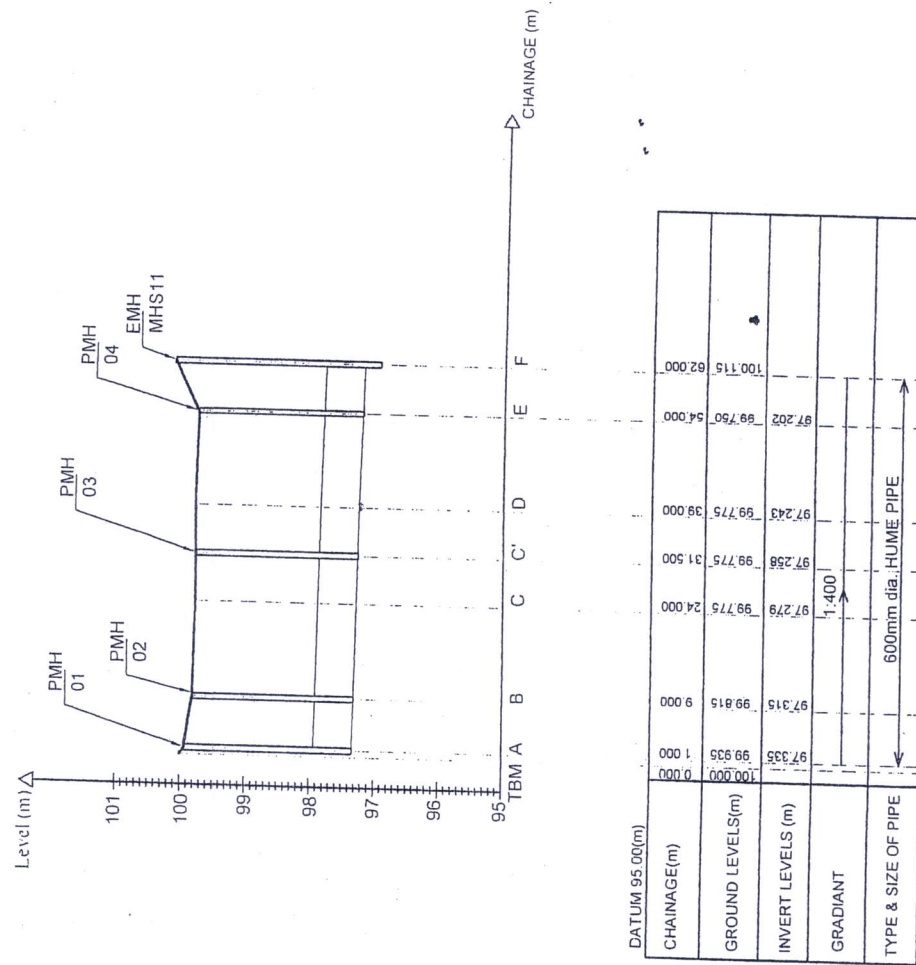 Level (m)
101
100
99
98
97
96
95
PMH
01
PMH
02
PMH
03
PMH
04
EMH
MHS11
TBM A B C C' D E F
CHAINAGE (m)
DATUM 95.00(m)
CHAINAGE(m) 0.000 1.000 9.000 24.000 31.500 39.000 54.000 62.000
GROUND LEVELS(m) 100.000 99.935 99.815 99.775 99.775 99.775 99.750 100.115
INVERT LEVELS (m) 97.335 97.315 97.279 97.258 97.243 97.202
GRADIANT 1:400
TYPE & SIZE OF PIPE 600mm dia. HUME PIPE